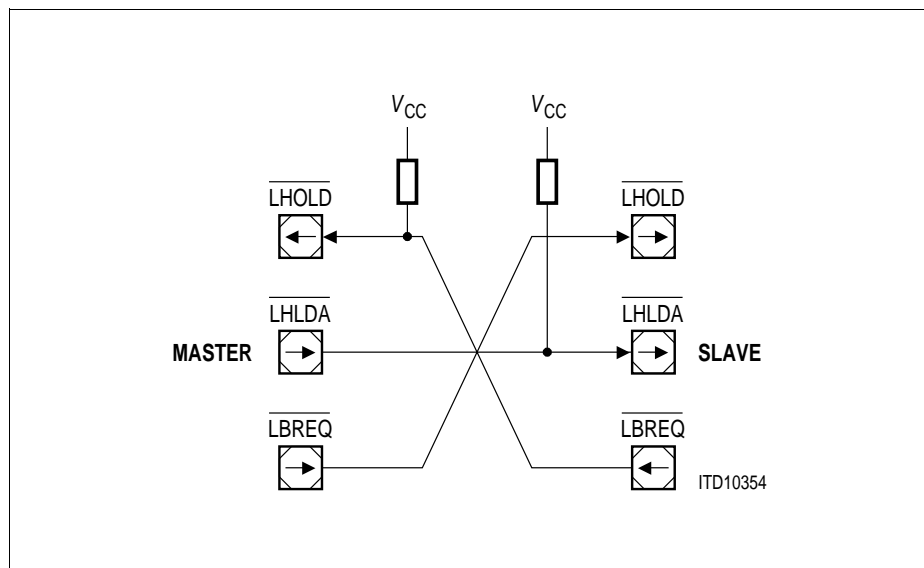 VCC VCC
LHOLD LHOLD
LHLDA LHLDA
MASTER SLAVE
LBREQ LBREQ
ITD10354